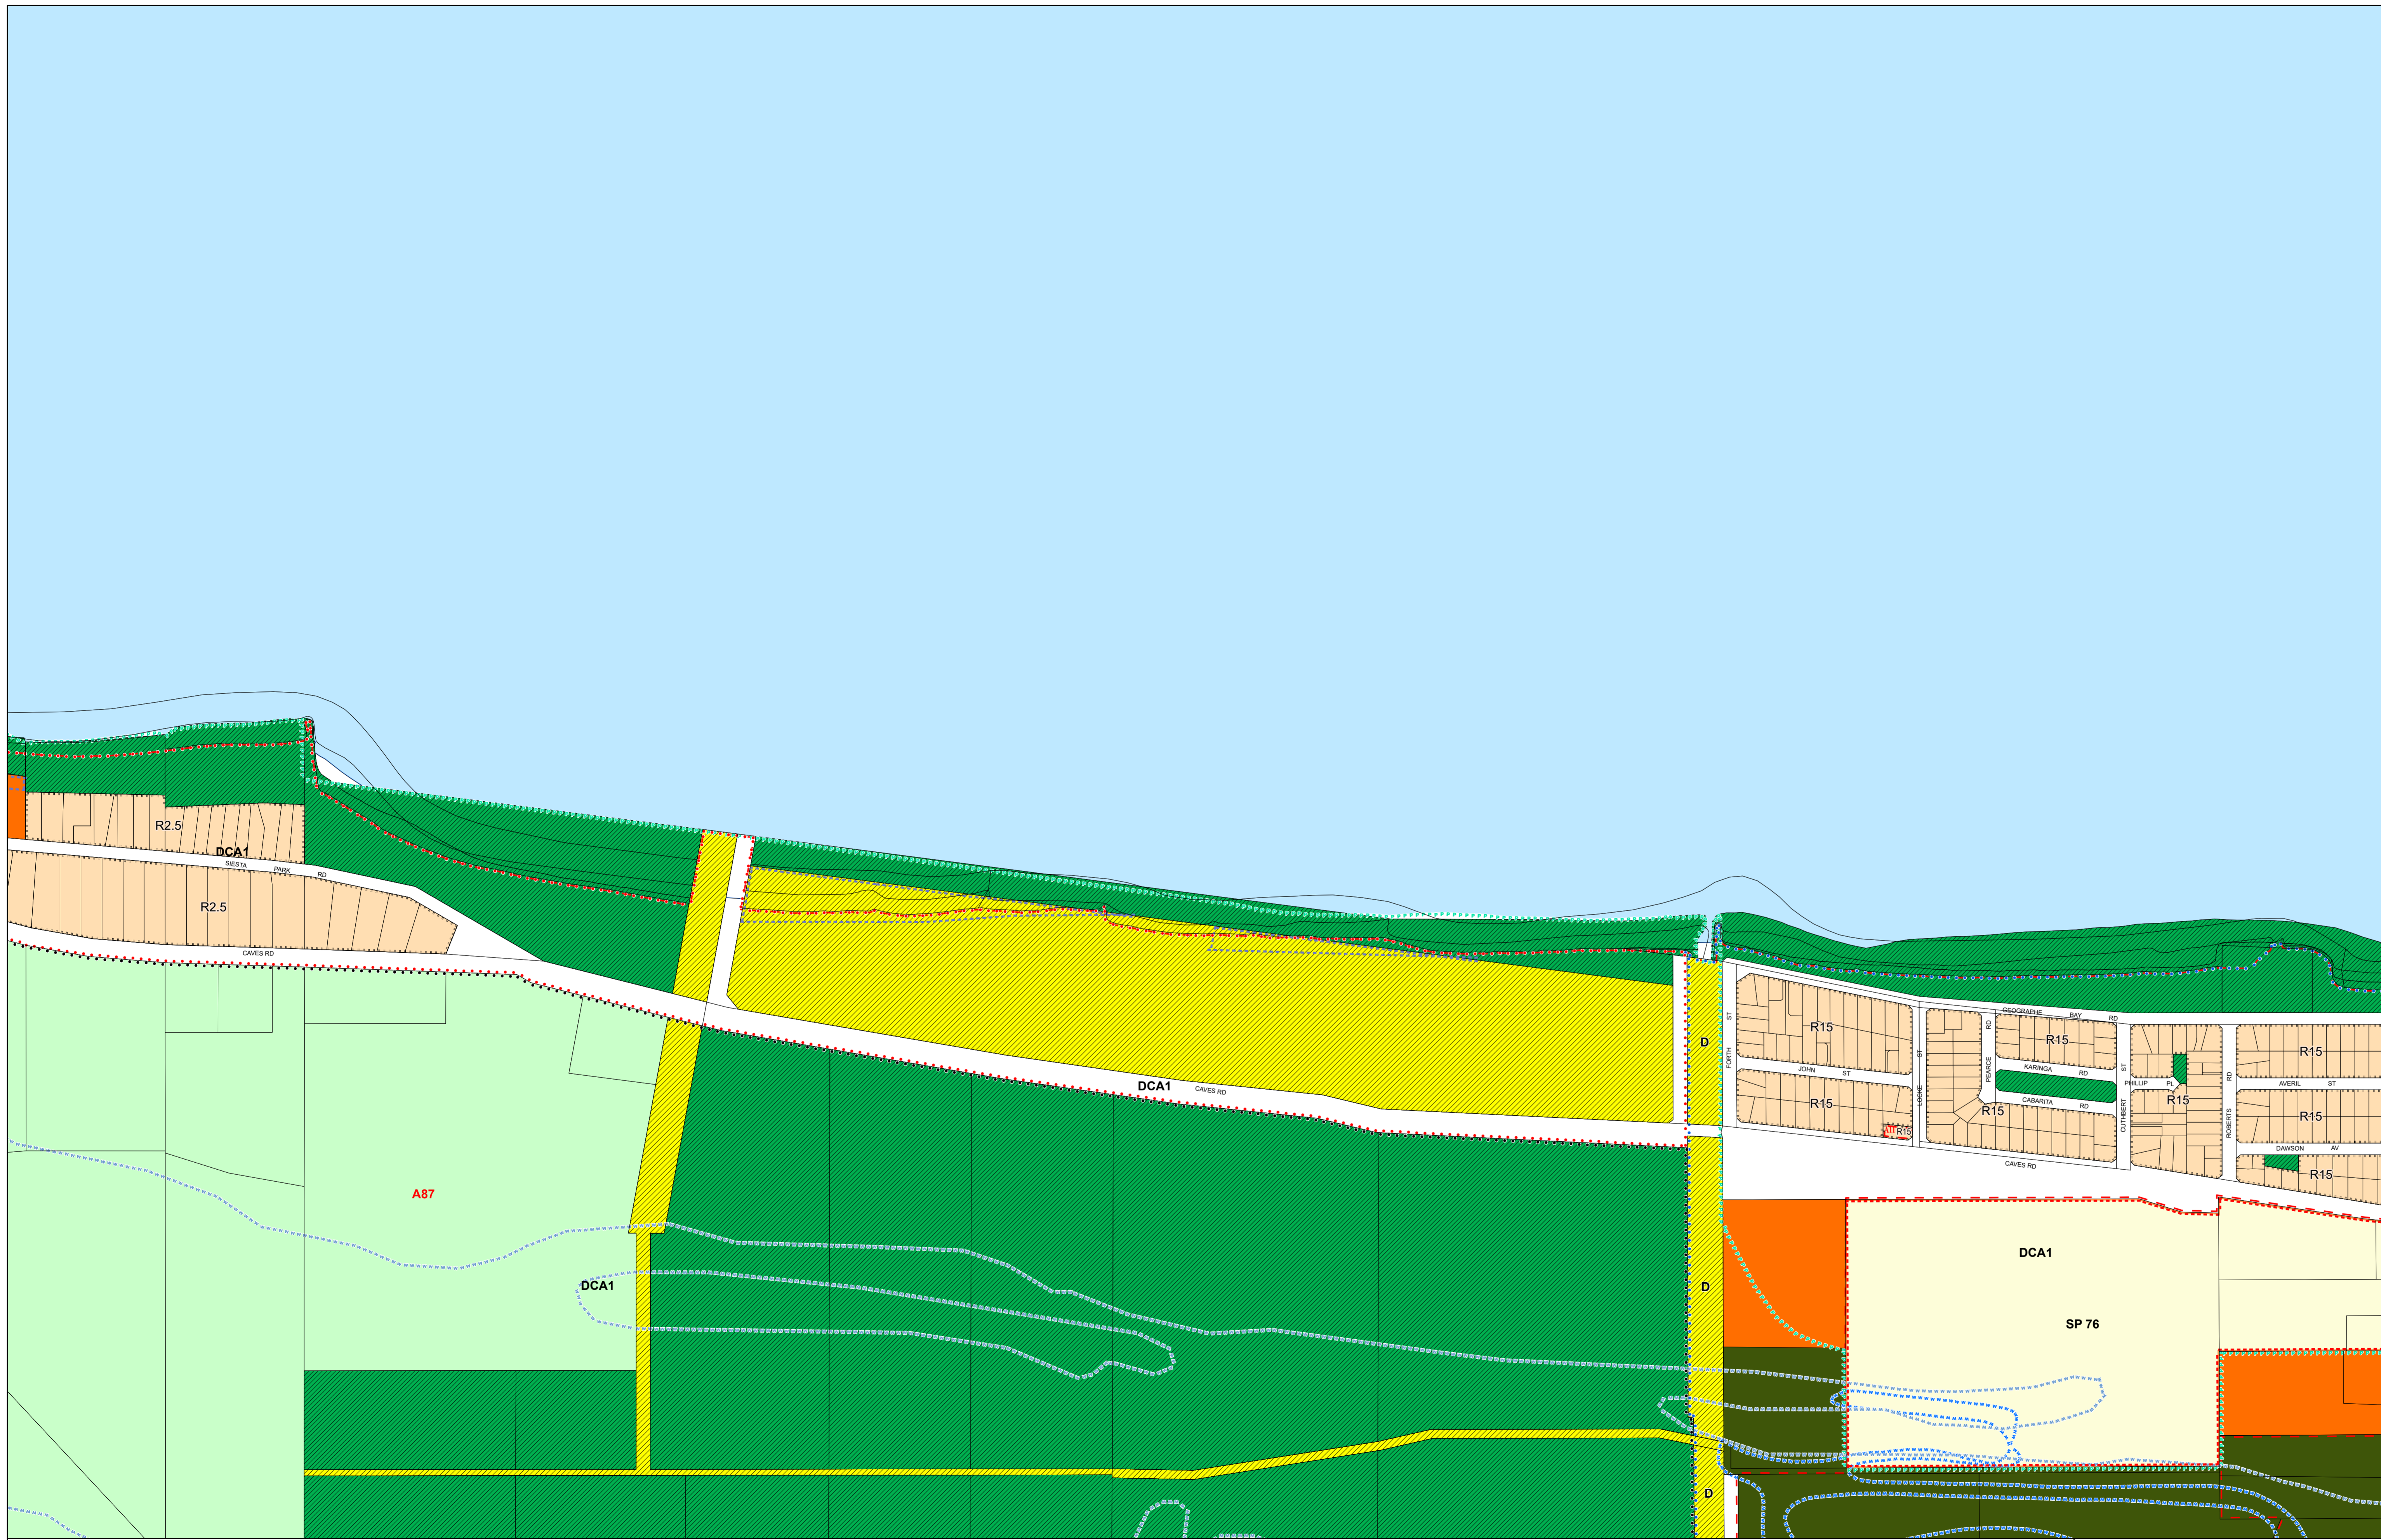 R2.5
DCA1
SIESTA PARK RD
R2.5
CAVES RD
A87
DCA1
DCA1
CAVES RD
D
D
D
FORTH ST
R15
JOHN ST
R15
R15
LOCKE ST
PEARCE RD
GEOGRAPHE BAY RD
R15
KARINGA RD
CABARITA RD
R15
CUTHBERT ST
PHILLIP PL
R15
ROBERTS RD
R15
AVERIL ST
R15
DAWSON AV
R15
CAVES RD
DCA1
SP 76